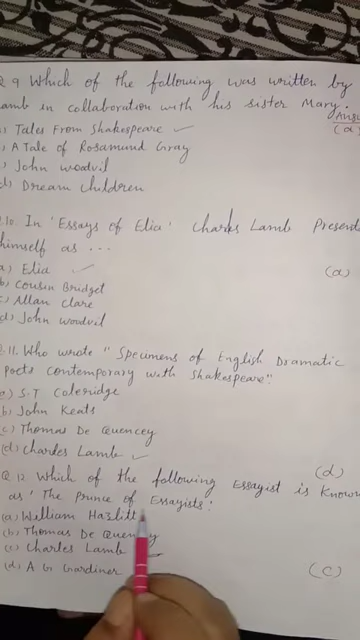 Q 9 Which of the following was written by
Lamb in collaboration with his sister Mary.
Ans
(a) Tales From Shakespeare ✓ (a)
) A Tale of Rosamund Gray
) John Woodvil
(d) Dream Children
Q.10. In 'Essays of Elia' Charles Lamb Presents
himself as ...
(a) Elia ✓ (a)
(b) Cousin Bridget
(c) Allan Clare
(d) John Woodvil
Q.11. Who wrote "Specimens of English Dramatic
Poets contemporary with Shakespeare".
(a) S.T Coleridge
(b) John Keats
(c) Thomas De Quencey
(d) Charles Lamb ✓ (d)
Q.12 Which of the following Essayist is Known
as 'The Prince of Essayists'.
(a) William Hazlitt
(b) Thomas De Quencey
(c) Charles Lamb (C)
(d) A G Gardiner